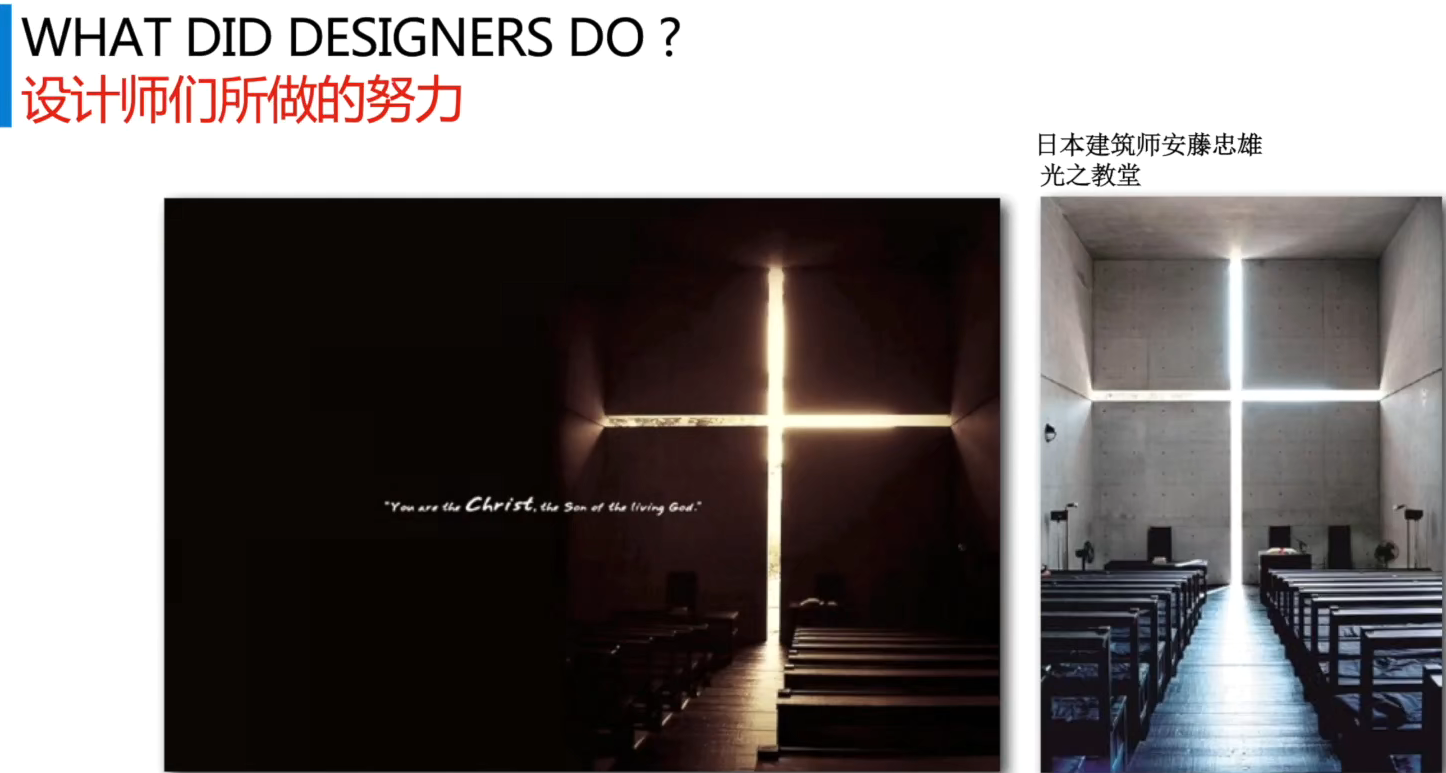 WHAT DID DESIGNERS DO ?
设计师们所做的努力
日本建筑师安藤忠雄
光之教堂
"You are the Christ, the Son of the living God."